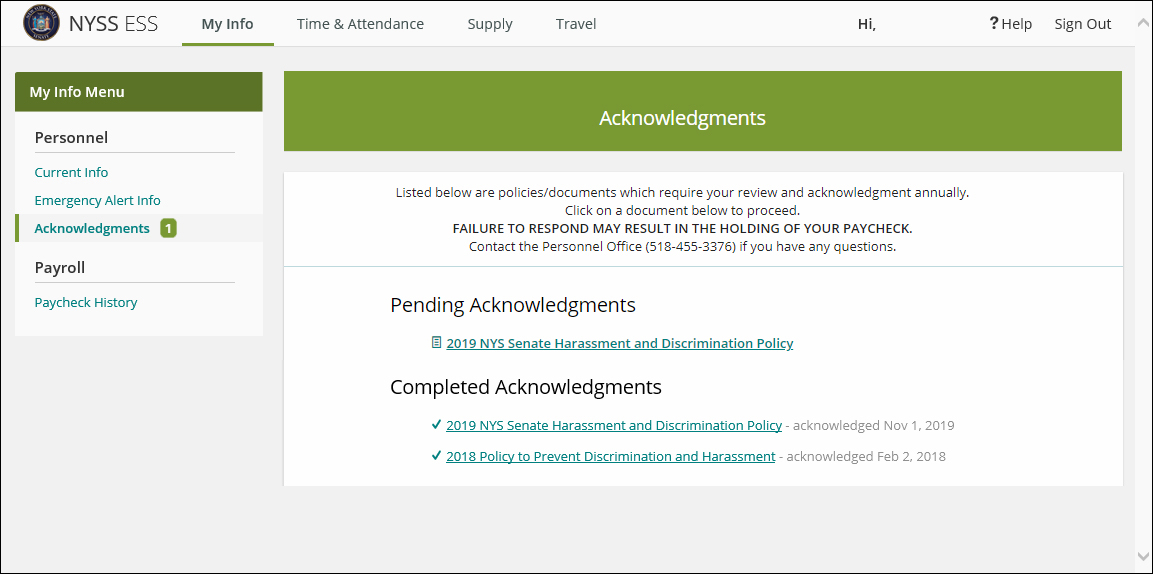 NYSS ESS
My Info
Time & Attendance
Supply
Travel
Hi,
? Help
Sign Out
My Info Menu
Personnel
Current Info
Emergency Alert Info
Acknowledgments 1
Payroll
Paycheck History
Acknowledgments
Listed below are policies/documents which require your review and acknowledgment annually.
Click on a document below to proceed.
FAILURE TO RESPOND MAY RESULT IN THE HOLDING OF YOUR PAYCHECK.
Contact the Personnel Office (518-455-3376) if you have any questions.
Pending Acknowledgments
2019 NYS Senate Harassment and Discrimination Policy
Completed Acknowledgments
2019 NYS Senate Harassment and Discrimination Policy - acknowledged Nov 1, 2019
2018 Policy to Prevent Discrimination and Harassment - acknowledged Feb 2, 2018